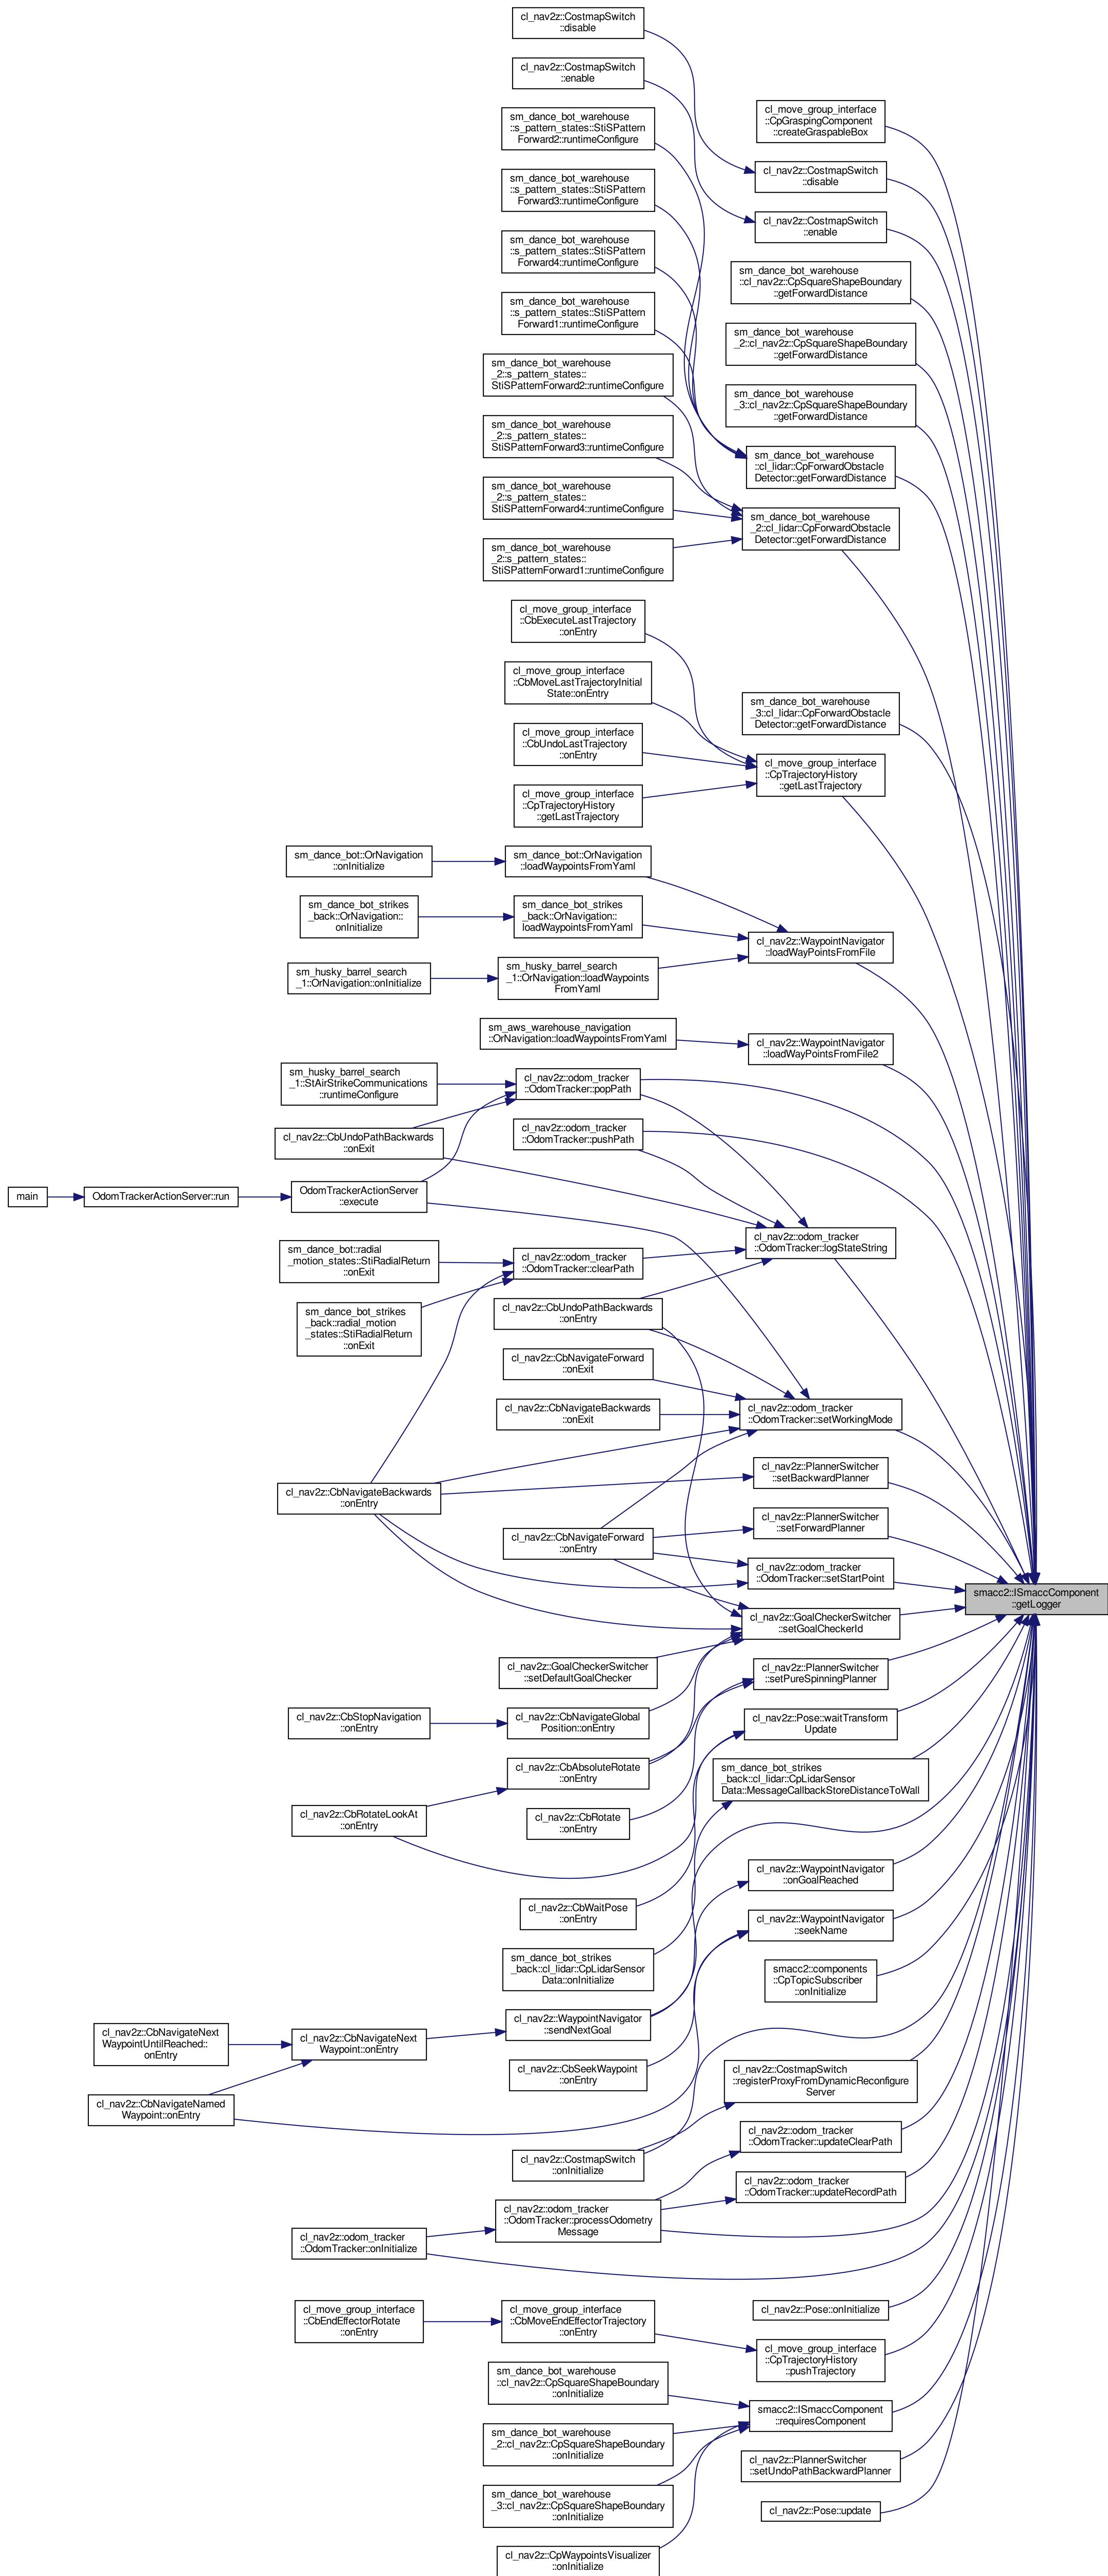 cl_nav2z::CostmapSwitch
::disable
cl_nav2z::CostmapSwitch
::enable
cl_move_group_interface
::CpGraspingComponent
::createGraspableBox
sm_dance_bot_warehouse
::s_pattern_states::StiSPattern
Forward2::runtimeConfigure
cl_nav2z::CostmapSwitch
::disable
sm_dance_bot_warehouse
::s_pattern_states::StiSPattern
Forward3::runtimeConfigure
cl_nav2z::CostmapSwitch
::enable
sm_dance_bot_warehouse
::s_pattern_states::StiSPattern
Forward4::runtimeConfigure
sm_dance_bot_warehouse
::cl_nav2z::CpSquareShapeBoundary
::getForwardDistance
sm_dance_bot_warehouse
::s_pattern_states::StiSPattern
Forward1::runtimeConfigure
sm_dance_bot_warehouse
_2::cl_nav2z::CpSquareShapeBoundary
::getForwardDistance
sm_dance_bot_warehouse
_2::s_pattern_states::
StiSPatternForward2::runtimeConfigure
sm_dance_bot_warehouse
_3::cl_nav2z::CpSquareShapeBoundary
::getForwardDistance
sm_dance_bot_warehouse
_2::s_pattern_states::
StiSPatternForward3::runtimeConfigure
sm_dance_bot_warehouse
::cl_lidar::CpForwardObstacle
Detector::getForwardDistance
sm_dance_bot_warehouse
_2::s_pattern_states::
StiSPatternForward4::runtimeConfigure
sm_dance_bot_warehouse
_2::cl_lidar::CpForwardObstacle
Detector::getForwardDistance
sm_dance_bot_warehouse
_2::s_pattern_states::
StiSPatternForward1::runtimeConfigure
cl_move_group_interface
::CbExecuteLastTrajectory
::onEntry
cl_move_group_interface
::CbMoveLastTrajectoryInitial
State::onEntry
sm_dance_bot_warehouse
_3::cl_lidar::CpForwardObstacle
Detector::getForwardDistance
cl_move_group_interface
::CbUndoLastTrajectory
::onEntry
cl_move_group_interface
::CpTrajectoryHistory
::getLastTrajectory
cl_move_group_interface
::CpTrajectoryHistory
::getLastTrajectory
sm_dance_bot::OrNavigation
::onInitialize
sm_dance_bot::OrNavigation
::loadWaypointsFromYaml
sm_dance_bot_strikes
_back::OrNavigation::
onInitialize
sm_dance_bot_strikes
_back::OrNavigation::
loadWaypointsFromYaml
cl_nav2z::WaypointNavigator
::loadWayPointsFromFile
sm_husky_barrel_search
_1::OrNavigation::onInitialize
sm_husky_barrel_search
_1::OrNavigation::loadWaypoints
FromYaml
sm_aws_warehouse_navigation
::OrNavigation::loadWaypointsFromYaml
cl_nav2z::WaypointNavigator
::loadWayPointsFromFile2
sm_husky_barrel_search
_1::StAirStrikeCommunications
::runtimeConfigure
cl_nav2z::odom_tracker
::OdomTracker::popPath
cl_nav2z::CbUndoPathBackwards
::onExit
cl_nav2z::odom_tracker
::OdomTracker::pushPath
main
OdomTrackerActionServer::run
OdomTrackerActionServer
::execute
sm_dance_bot::radial
_motion_states::StiRadialReturn
::onExit
cl_nav2z::odom_tracker
::OdomTracker::clearPath
cl_nav2z::odom_tracker
::OdomTracker::logStateString
sm_dance_bot_strikes
_back::radial_motion
_states::StiRadialReturn
::onExit
cl_nav2z::CbUndoPathBackwards
::onEntry
cl_nav2z::CbNavigateForward
::onExit
cl_nav2z::CbNavigateBackwards
::onExit
cl_nav2z::odom_tracker
::OdomTracker::setWorkingMode
cl_nav2z::CbNavigateBackwards
::onEntry
cl_nav2z::PlannerSwitcher
::setBackwardPlanner
cl_nav2z::CbNavigateForward
::onEntry
cl_nav2z::PlannerSwitcher
::setForwardPlanner
cl_nav2z::odom_tracker
::OdomTracker::setStartPoint
smacc2::ISmaccComponent
::getLogger
cl_nav2z::GoalCheckerSwitcher
::setGoalCheckerId
cl_nav2z::GoalCheckerSwitcher
::setDefaultGoalChecker
cl_nav2z::PlannerSwitcher
::setPureSpinningPlanner
cl_nav2z::CbStopNavigation
::onEntry
cl_nav2z::CbNavigateGlobal
Position::onEntry
cl_nav2z::Pose::waitTransform
Update
cl_nav2z::CbAbsoluteRotate
::onEntry
sm_dance_bot_strikes
_back::cl_lidar::CpLidarSensor
Data::MessageCallbackStoreDistanceToWall
cl_nav2z::CbRotateLookAt
::onEntry
cl_nav2z::CbRotate
::onEntry
cl_nav2z::WaypointNavigator
::onGoalReached
cl_nav2z::CbWaitPose
::onEntry
cl_nav2z::WaypointNavigator
::seekName
sm_dance_bot_strikes
_back::cl_lidar::CpLidarSensor
Data::onInitialize
smacc2::components
::CpTopicSubscriber
::onInitialize
cl_nav2z::CbNavigateNext
WaypointUntilReached::
onEntry
cl_nav2z::CbNavigateNext
Waypoint::onEntry
cl_nav2z::WaypointNavigator
::sendNextGoal
cl_nav2z::CbSeekWaypoint
::onEntry
cl_nav2z::CostmapSwitch
::registerProxyFromDynamicReconfigure
Server
cl_nav2z::CbNavigateNamed
Waypoint::onEntry
cl_nav2z::CostmapSwitch
::onInitialize
cl_nav2z::odom_tracker
::OdomTracker::updateClearPath
cl_nav2z::odom_tracker
::OdomTracker::updateRecordPath
cl_nav2z::odom_tracker
::OdomTracker::onInitialize
cl_nav2z::odom_tracker
::OdomTracker::processOdometry
Message
cl_nav2z::Pose::onInitialize
cl_move_group_interface
::CbEndEffectorRotate
::onEntry
cl_move_group_interface
::CbMoveEndEffectorTrajectory
::onEntry
cl_move_group_interface
::CpTrajectoryHistory
::pushTrajectory
sm_dance_bot_warehouse
::cl_nav2z::CpSquareShapeBoundary
::onInitialize
smacc2::ISmaccComponent
::requiresComponent
sm_dance_bot_warehouse
_2::cl_nav2z::CpSquareShapeBoundary
::onInitialize
cl_nav2z::PlannerSwitcher
::setUndoPathBackwardPlanner
sm_dance_bot_warehouse
_3::cl_nav2z::CpSquareShapeBoundary
::onInitialize
cl_nav2z::Pose::update
cl_nav2z::CpWaypointsVisualizer
::onInitialize